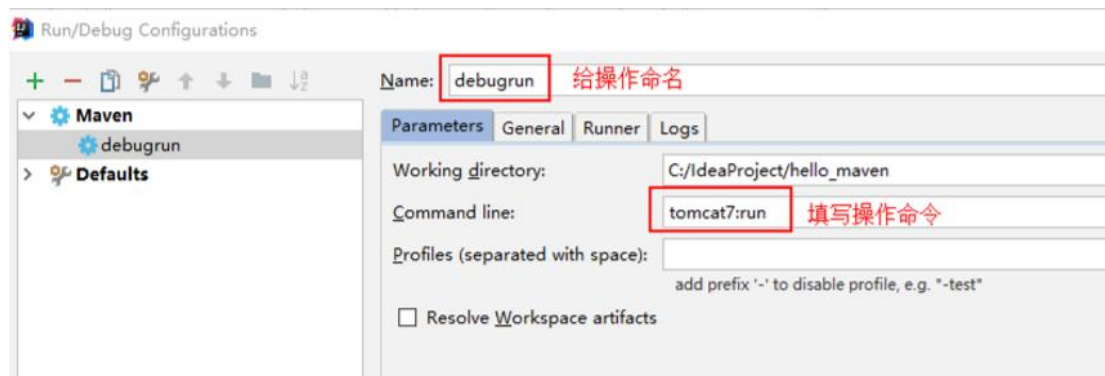 Run/Debug Configurations
Name: debugrun 给操作命名
Maven
debugrun
Defaults
Parameters General Runner Logs
Working directory: C:/IdeaProject/hello_maven
Command line: tomcat7:run 填写操作命令
Profiles (separated with space):
add prefix '-' to disable profile, e.g. "-test"
Resolve Workspace artifacts